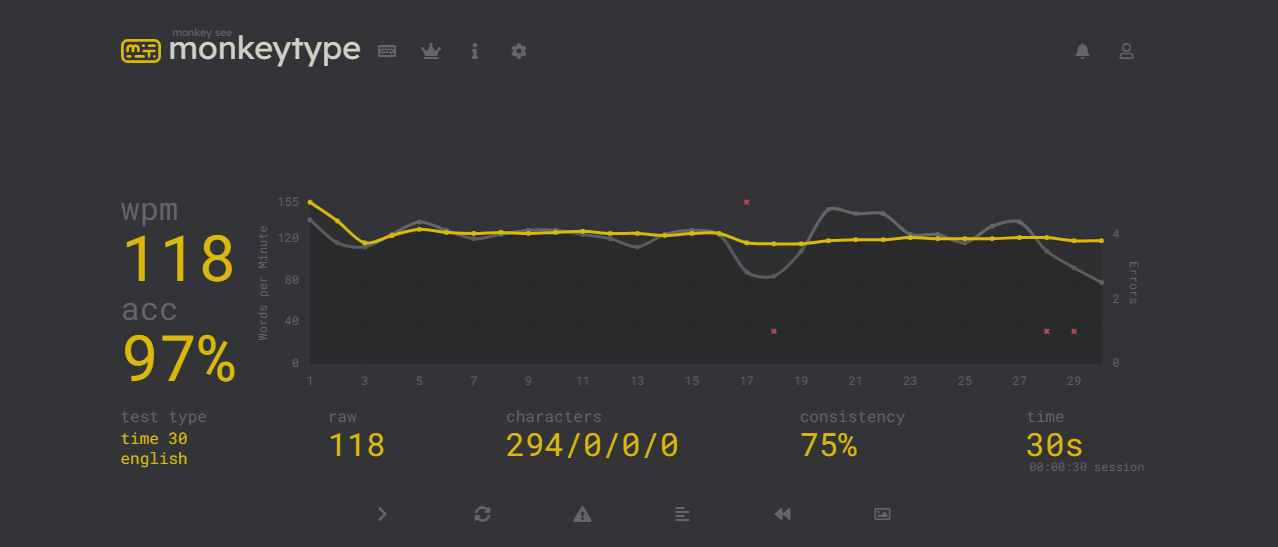 monkey see
monkeytype
wpm
118
acc
97%
Words per Minute
155
120
80
40
0
1 3 5 7 9 11 13 15 17 19 21 23 25 27 29
4
2
0
Errors
test type
time 30
english
raw
118
characters
294/0/0/0
consistency
75%
time
30s
00:00:30 session